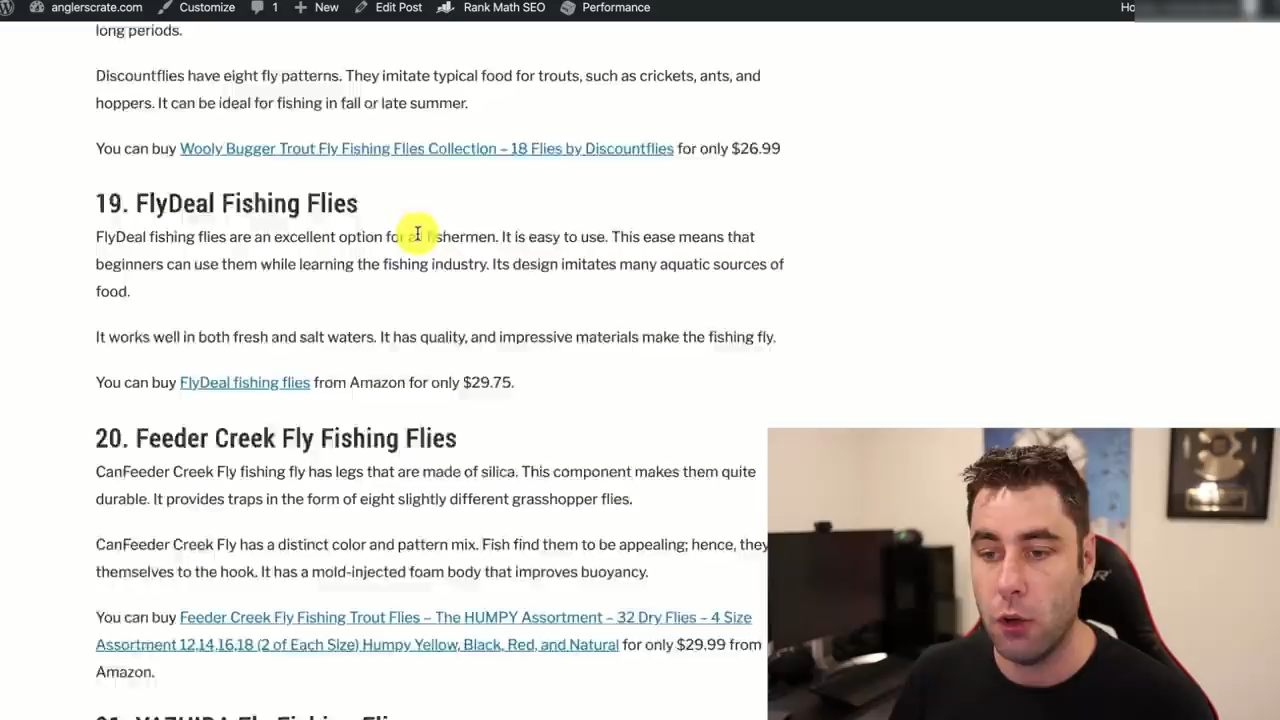 anglerscrate.com Customize 1 New Edit Post Rank Math SEO Performance
long periods.
Discountflies have eight fly patterns. They imitate typical food for trouts, such as crickets, ants, and
hoppers. It can be ideal for fishing in fall or late summer.
You can buy Wooly Bugger Trout Fly Fishing Flies Collection – 18 Flies by Discountflies for only $26.99
19. FlyDeal Fishing Flies
FlyDeal fishing flies are an excellent option for all fishermen. It is easy to use. This ease means that
beginners can use them while learning the fishing industry. Its design imitates many aquatic sources of
food.
It works well in both fresh and salt waters. It has quality, and impressive materials make the fishing fly.
You can buy FlyDeal fishing flies from Amazon for only $29.75.
20. Feeder Creek Fly Fishing Flies
CanFeeder Creek Fly fishing fly has legs that are made of silica. This component makes them quite
durable. It provides traps in the form of eight slightly different grasshopper flies.
CanFeeder Creek Fly has a distinct color and pattern mix. Fish find them to be appealing; hence, they
themselves to the hook. It has a mold-injected foam body that improves buoyancy.
You can buy Feeder Creek Fly Fishing Trout Flies – The HUMPY Assortment – 32 Dry Flies – 4 Size
Assortment 12,14,16,18 (2 of Each Size) Humpy Yellow, Black, Red, and Natural for only $29.99 from
Amazon.